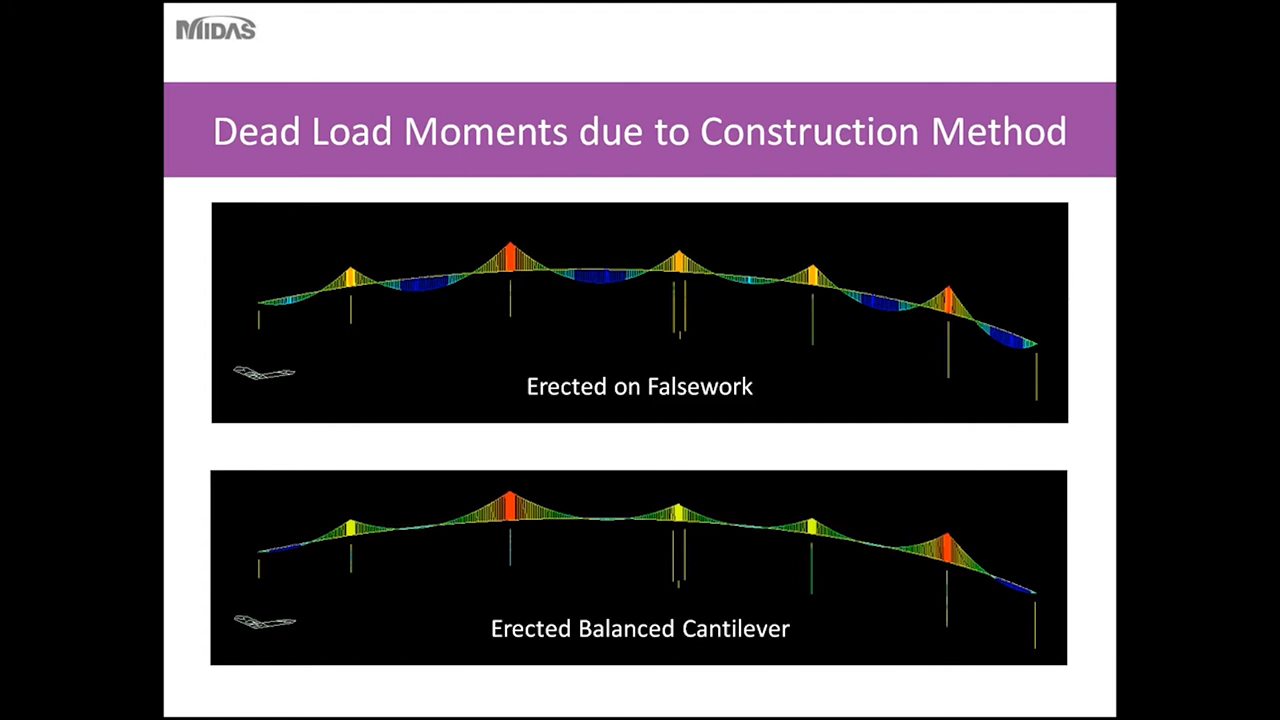 MIDAS
Dead Load Moments due to Construction Method
Erected on Falsework
Erected Balanced Cantilever